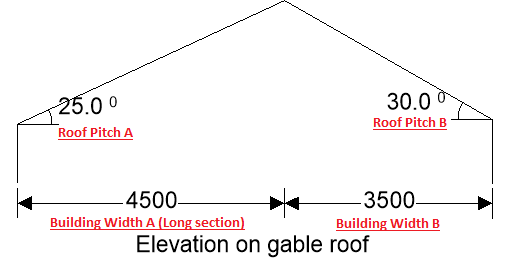 25.0 ⁰
Roof Pitch A
30.0 ⁰
Roof Pitch B
4500
3500
Building Width A (Long section)
Building Width B
Elevation on gable roof